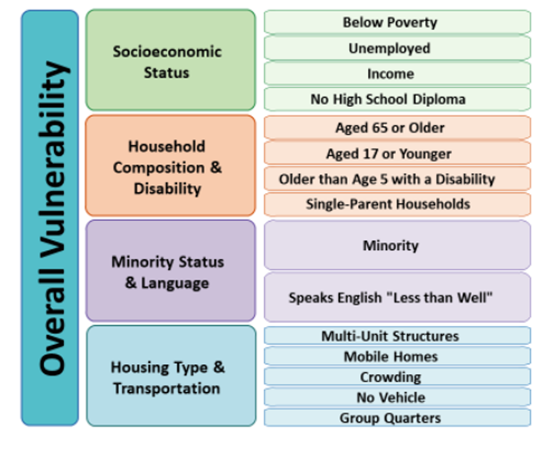 Overall Vulnerability
Socioeconomic
Status
Below Poverty
Unemployed
Income
No High School Diploma
Household
Composition &
Disability
Aged 65 or Older
Aged 17 or Younger
Older than Age 5 with a Disability
Single-Parent Households
Minority Status
& Language
Minority
Speaks English "Less than Well"
Housing Type &
Transportation
Multi-Unit Structures
Mobile Homes
Crowding
No Vehicle
Group Quarters